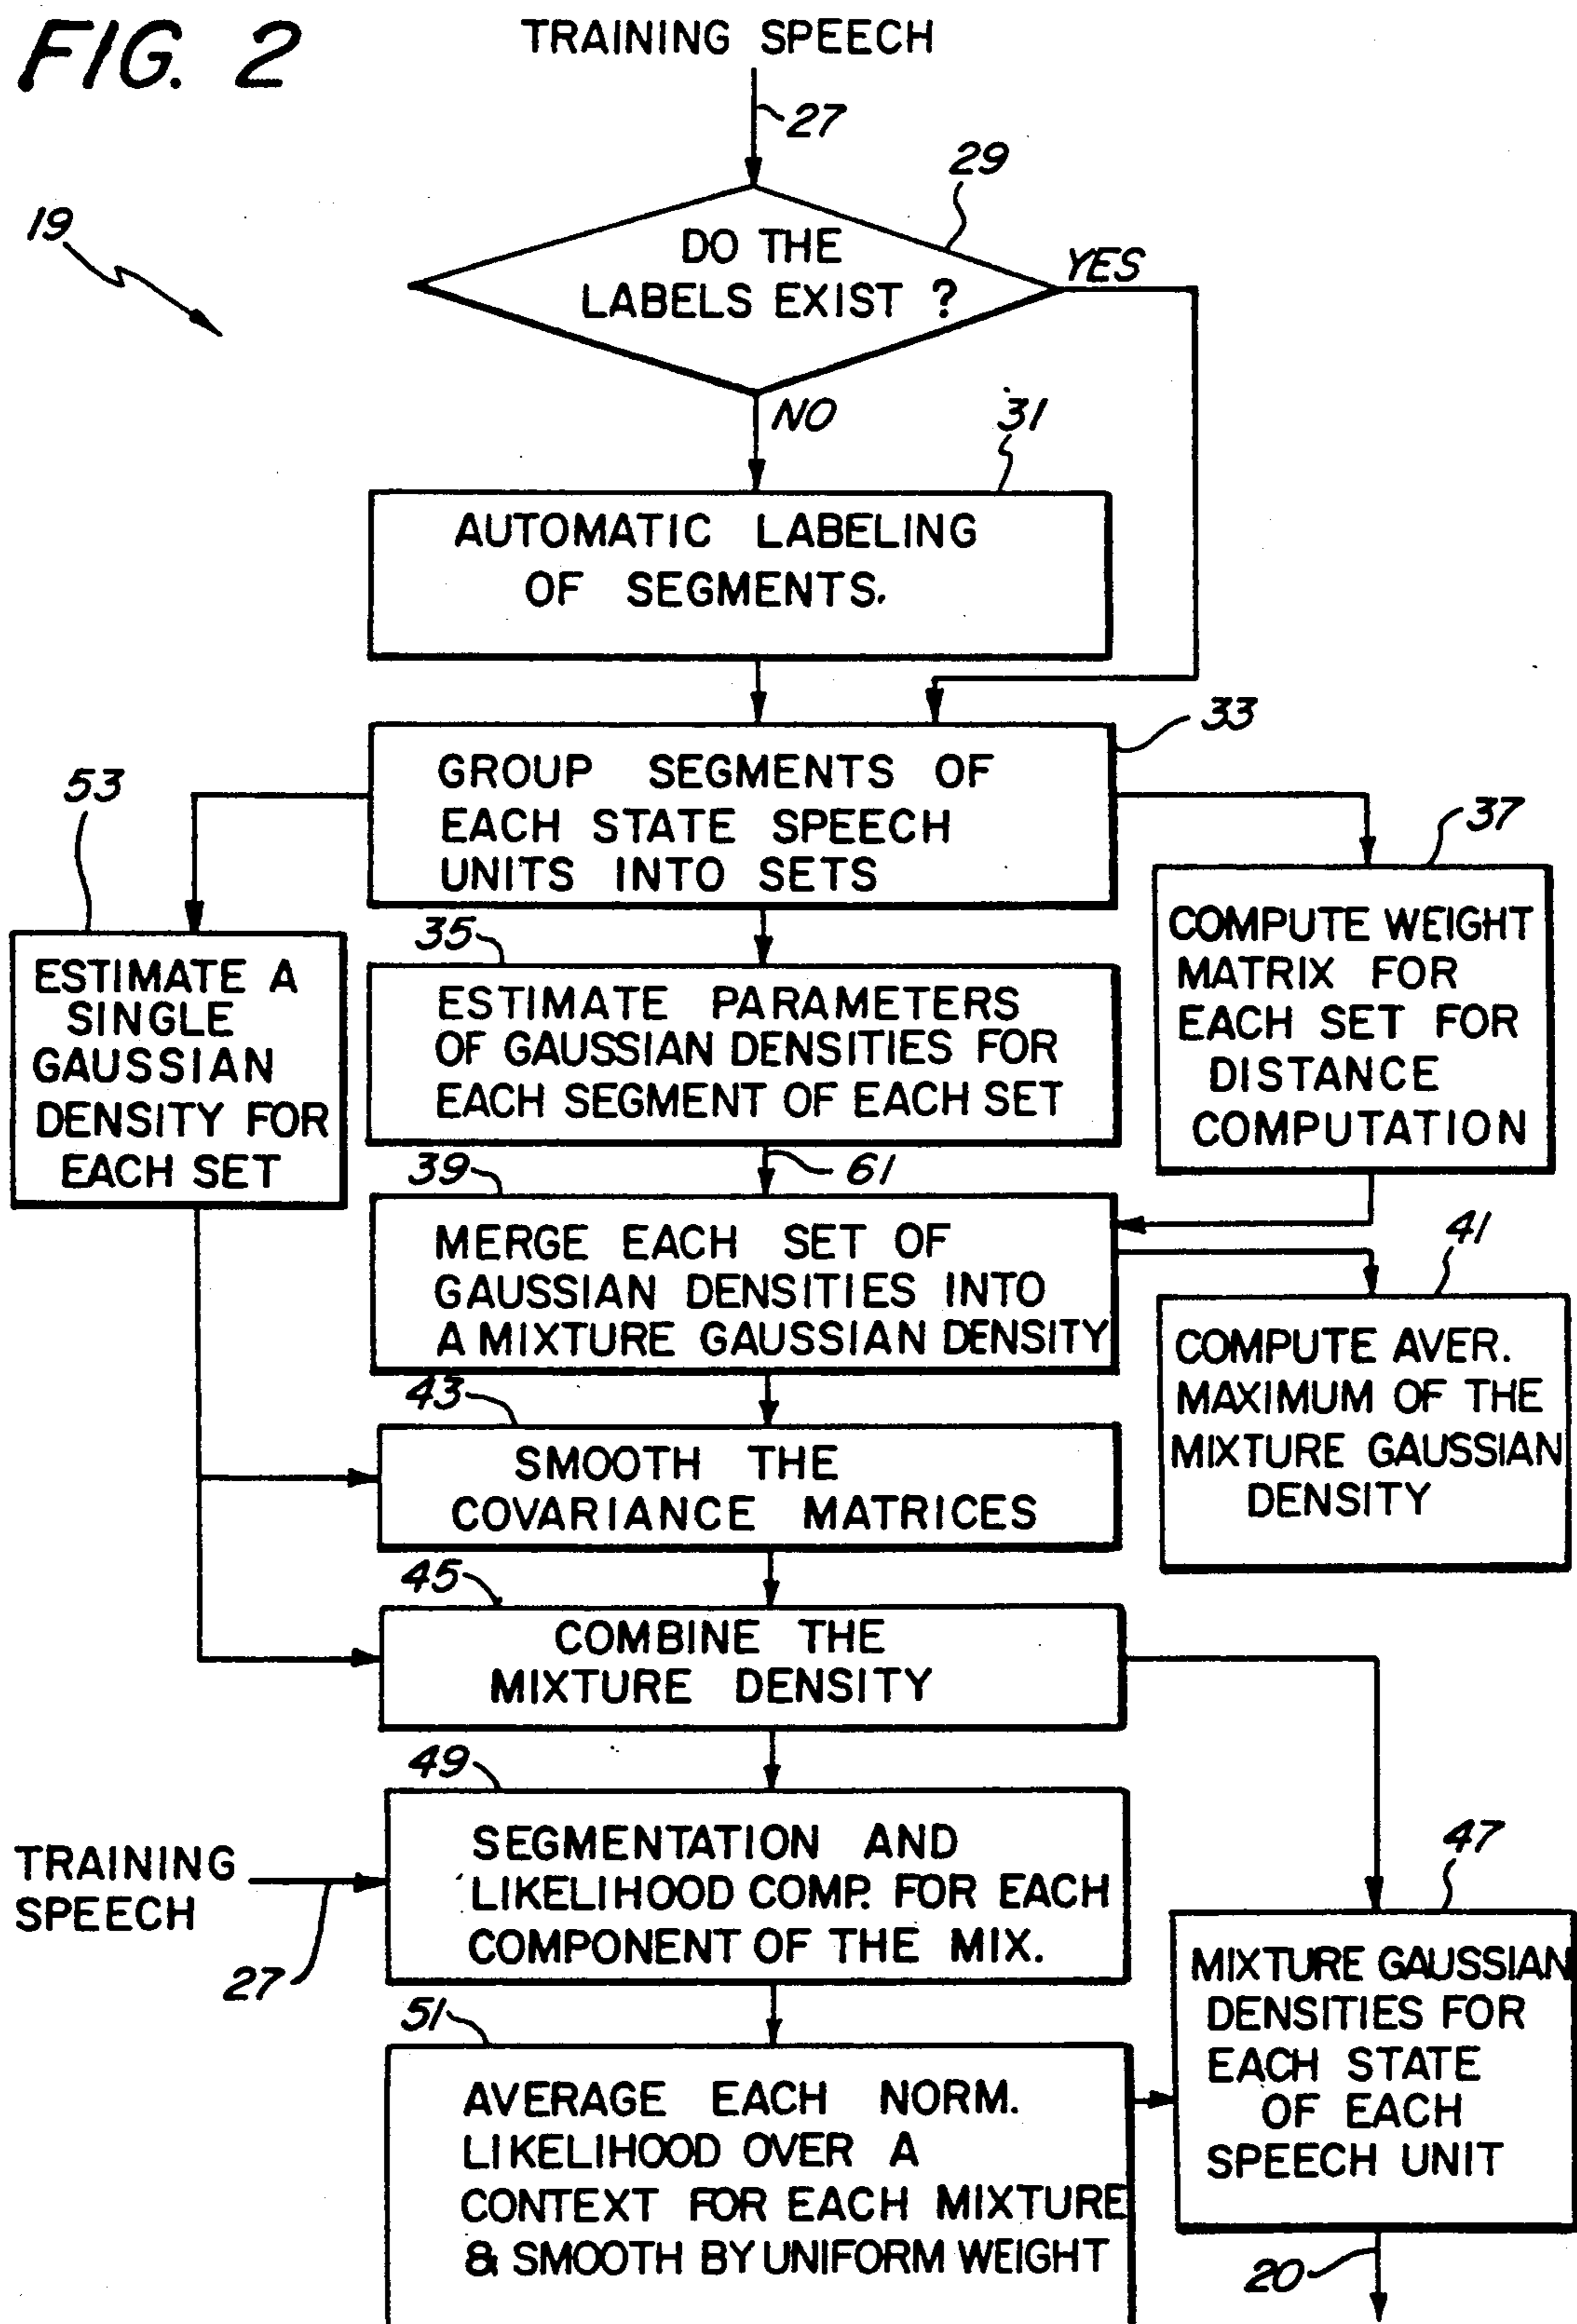 FIG. 2
TRAINING SPEECH
27
29
19
DO THE
LABELS EXIST ?
YES
NO
31
AUTOMATIC LABELING
OF SEGMENTS.
33
GROUP SEGMENTS OF
EACH STATE SPEECH
UNITS INTO SETS
53
ESTIMATE A
SINGLE
GAUSSIAN
DENSITY FOR
EACH SET
35
ESTIMATE PARAMETERS
OF GAUSSIAN DENSITIES FOR
EACH SEGMENT OF EACH SET
37
COMPUTE WEIGHT
MATRIX FOR
EACH SET FOR
DISTANCE
COMPUTATION
61
39
MERGE EACH SET OF
GAUSSIAN DENSITIES INTO
A MIXTURE GAUSSIAN DENSITY
41
COMPUTE AVER.
MAXIMUM OF THE
MIXTURE GAUSSIAN
DENSITY
43
SMOOTH THE
COVARIANCE MATRICES
45
COMBINE THE
MIXTURE DENSITY
49
TRAINING
SPEECH
27
SEGMENTATION AND
LIKELIHOOD COMP. FOR EACH
COMPONENT OF THE MIX.
47
MIXTURE GAUSSIAN
DENSITIES FOR
EACH STATE
OF EACH
SPEECH UNIT
51
AVERAGE EACH NORM.
LIKELIHOOD OVER A
CONTEXT FOR EACH MIXTURE
& SMOOTH BY UNIFORM WEIGHT
20